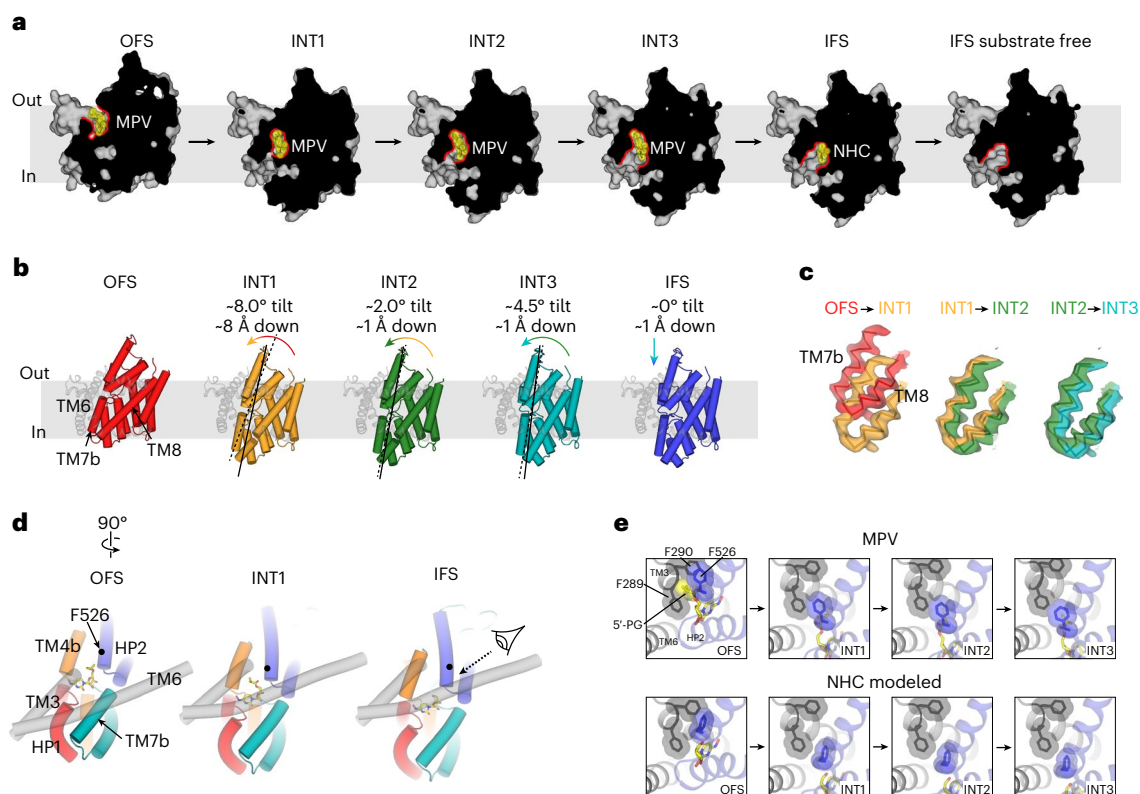 a
OFS INT1 INT2 INT3 IFS IFS substrate free
Out
MPV MPV MPV MPV NHC
In
b
OFS INT1 INT2 INT3 IFS
~8.0° tilt ~2.0° tilt ~4.5° tilt ~0° tilt
~8 Å down ~1 Å down ~1 Å down ~1 Å down
Out
TM6
In
TM7b TM8
c
OFS → INT1 INT1 → INT2 INT2 → INT3
TM7b
TM8
d
90°
OFS INT1 IFS
F526
TM4b HP2
TM6
TM3
HP1 TM7b
e
MPV
F290 F526
TM3
F289
5′-PG
TM6 HP2
OFS INT1 INT2 INT3
NHC modeled
OFS INT1 INT2 INT3